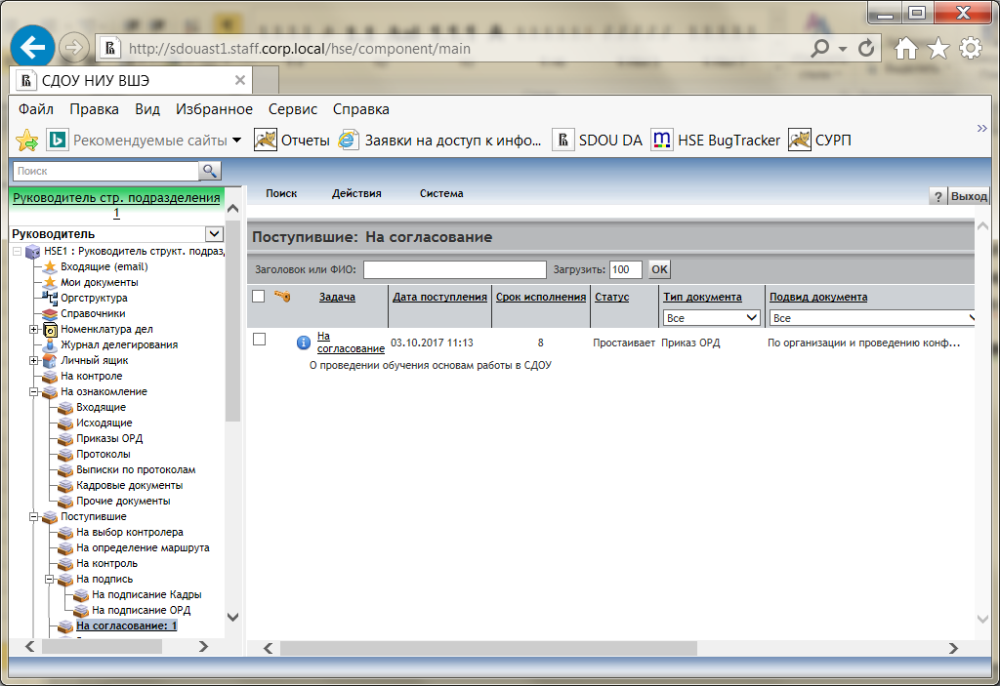 http://sdouast1.staff.corp.local/hse/component/main
СДОУ НИУ ВШЭ
Файл Правка Вид Избранное Сервис Справка
Рекомендуемые сайты Отчеты Заявки на доступ к инфо... SDOU DA HSE BugTracker СУРП
Поиск
Руководитель стр. подразделения
1
Руководитель
HSE1 : Руководитель структ. подраз
Входящие (email)
Мои документы
Оргструктура
Справочники
Номенклатура дел
Журнал делегирования
Личный ящик
На контроле
На ознакомление
Входящие
Исходящие
Приказы ОРД
Протоколы
Выписки по протоколам
Кадровые документы
Прочие документы
Поступившие
На выбор контролера
На определение маршрута
На контроль
На подпись
На подписание Кадры
На подписание ОРД
На согласование: 1
Поиск Действия Система
? Выход
Поступившие: На согласование
Заголовок или ФИО: Загрузить: 100 OK
Задача Дата поступления Срок исполнения Статус Тип документа Подвид документа
Все Все
На согласование 03.10.2017 11:13 8 Простаивает Приказ ОРД По организации и проведению конф...
О проведении обучения основам работы в СДОУ